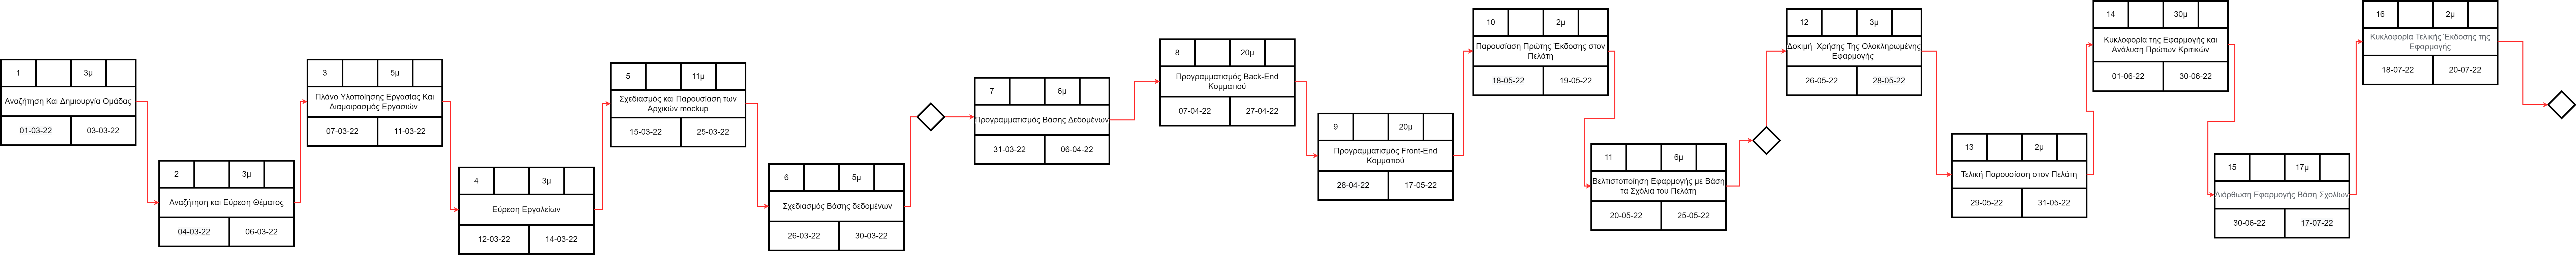 1 3μ
Αναζήτηση Και Δημιουργία Ομάδας
01-03-22 03-03-22
2 3μ
Αναζήτηση και Εύρεση Θέματος
04-03-22 06-03-22
3 5μ
Πλάνο Υλοποίησης Εργασίας Και
Διαμοιρασμός Εργασιών
07-03-22 11-03-22
4 3μ
Εύρεση Εργαλείων
12-03-22 14-03-22
5 11μ
Σχεδιασμός και Παρουσίαση των
Αρχικών mockup
15-03-22 25-03-22
6 5μ
Σχεδιασμός Βάσης δεδομένων
26-03-22 30-03-22
7 6μ
Προγραμματισμός Βάσης Δεδομένων
31-03-22 06-04-22
8 20μ
Προγραμματισμός Back-End
Κομματιού
07-04-22 27-04-22
9 20μ
Προγραμματισμός Front-End
Κομματιού
28-04-22 17-05-22
10 2μ
Παρουσίαση Πρώτης Έκδοσης στον
Πελάτη
18-05-22 19-05-22
11 6μ
Βελτιστοποίηση Εφαρμογής με Βάση
τα Σχόλια του Πελάτη
20-05-22 25-05-22
12 3μ
Δοκιμή Χρήσης Της Ολοκληρωμένης
Εφαρμογής
26-05-22 28-05-22
13 2μ
Τελική Παρουσίαση στον Πελάτη
29-05-22 31-05-22
14 30μ
Κυκλοφορία της Εφαρμογής και
Ανάλυση Πρώτων Κριτικών
01-06-22 30-06-22
15 17μ
Διόρθωση Εφαρμογής Βάση Σχολίων
30-06-22 17-07-22
16 2μ
Κυκλοφορία Τελικής Έκδοσης της
Εφαρμογής
18-07-22 20-07-22